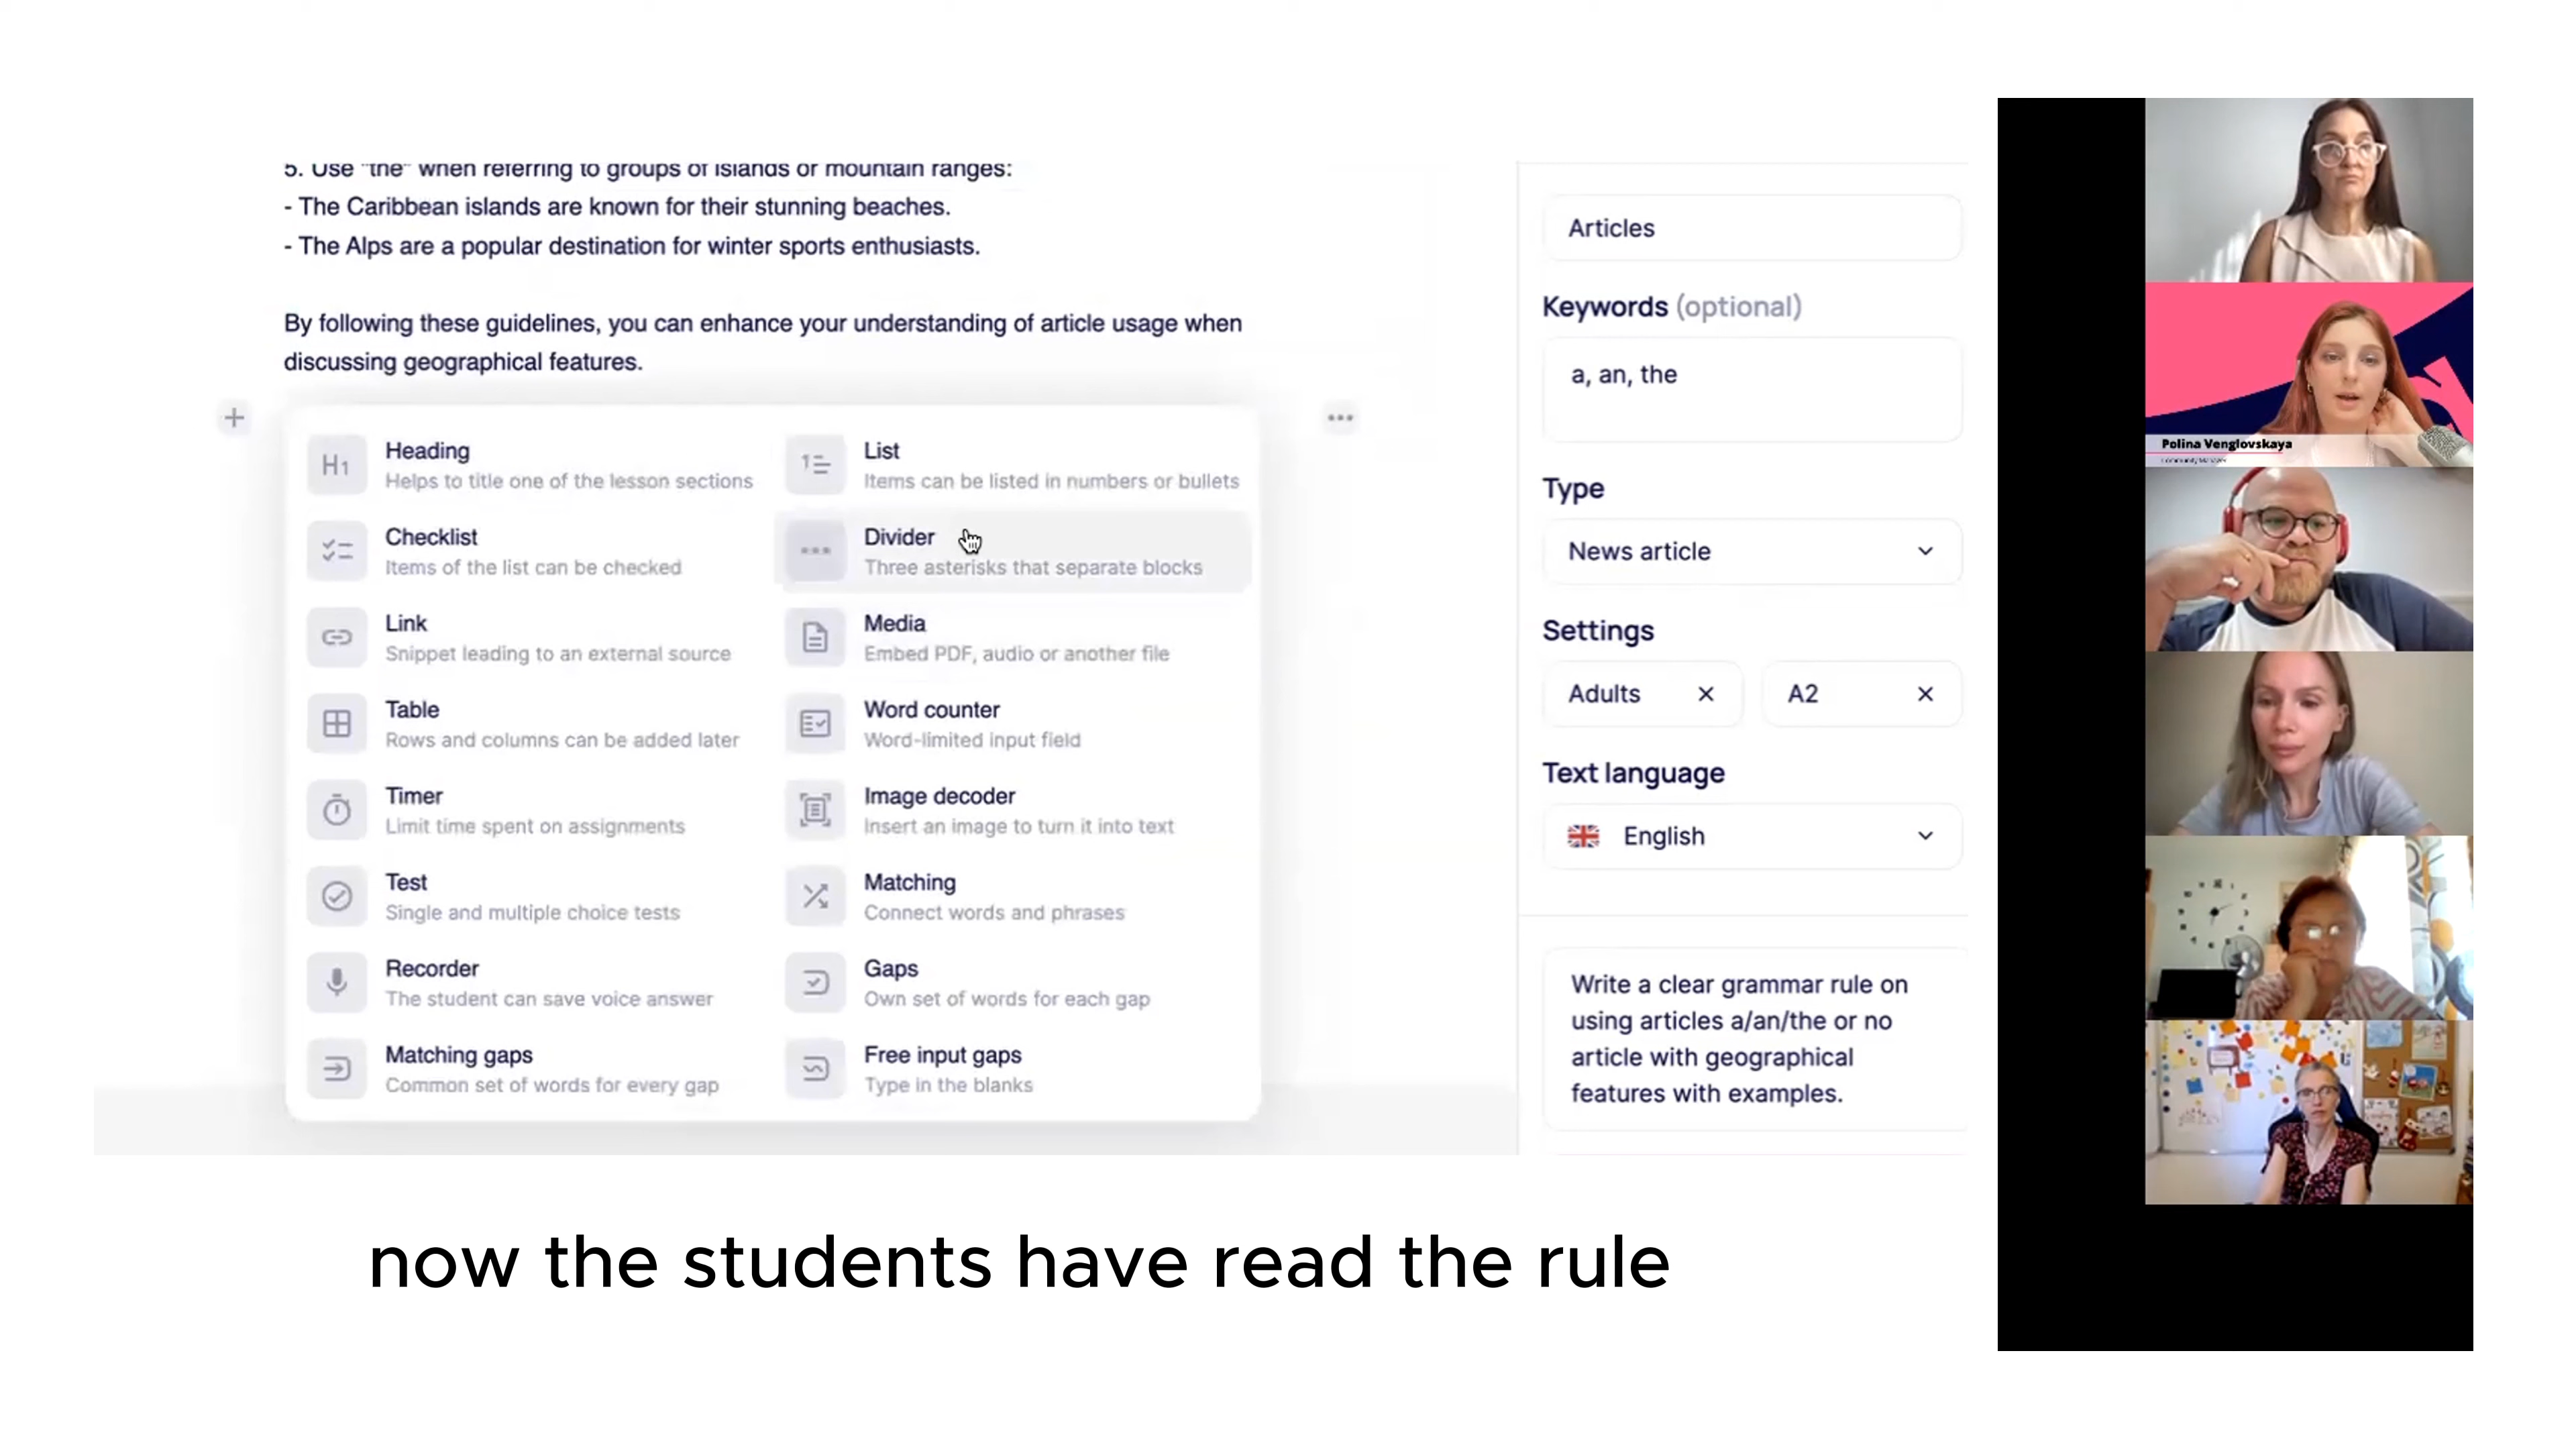 5. Use "the" when referring to groups of islands or mountain ranges:
- The Caribbean islands are known for their stunning beaches.
- The Alps are a popular destination for winter sports enthusiasts.
By following these guidelines, you can enhance your understanding of article usage when
discussing geographical features.
H1
Heading
Helps to title one of the lesson sections
List
Items can be listed in numbers or bullets
Checklist
Items of the list can be checked
Divider
Three asterisks that separate blocks
Link
Snippet leading to an external source
Media
Embed PDF, audio or another file
Table
Rows and columns can be added later
Word counter
Word-limited input field
Timer
Limit time spent on assignments
Image decoder
Insert an image to turn it into text
Test
Single and multiple choice tests
Matching
Connect words and phrases
Recorder
The student can save voice answer
Gaps
Own set of words for each gap
Matching gaps
Common set of words for every gap
Free input gaps
Type in the blanks
Articles
Keywords (optional)
a, an, the
Type
News article
Settings
Adults
A2
Text language
English
Write a clear grammar rule on
using articles a/an/the or no
article with geographical
features with examples.
Polina Venglovskaya
Community Manager
now the students have read the rule